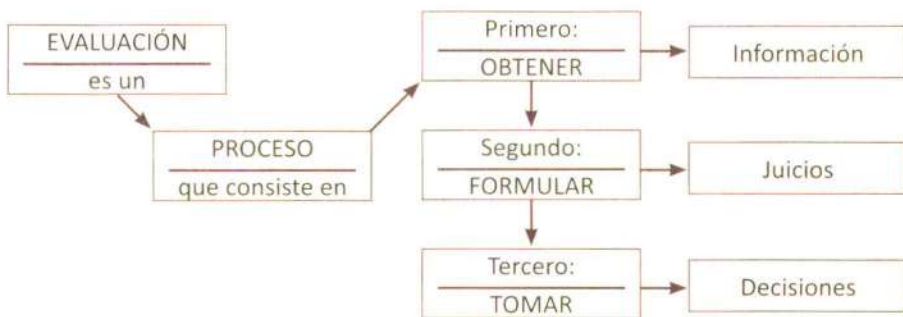 EVALUACIÓN
es un
PROCESO
que consiste en
Primero:
OBTENER
Información
Segundo:
FORMULAR
Juicios
Tercero:
TOMAR
Decisiones